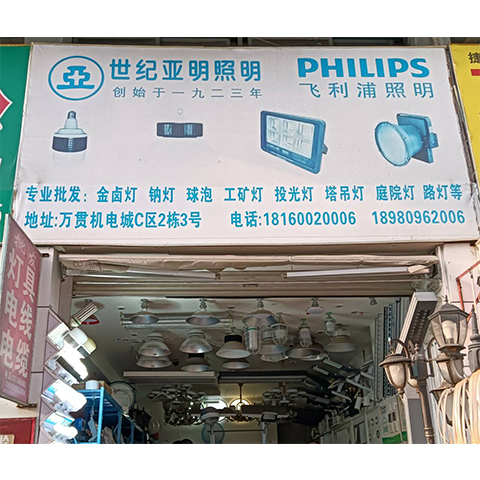 亞 世纪亚明照明
创始于一九二三年
PHILIPS
飞利浦照明
专业批发: 金卤灯 钠灯 球泡 工矿灯 投光灯 塔吊灯 庭院灯 路灯等
地址:万贯机电城C区2栋3号 电话:18160020006 18980962006
捷
灯具
电线
电缆